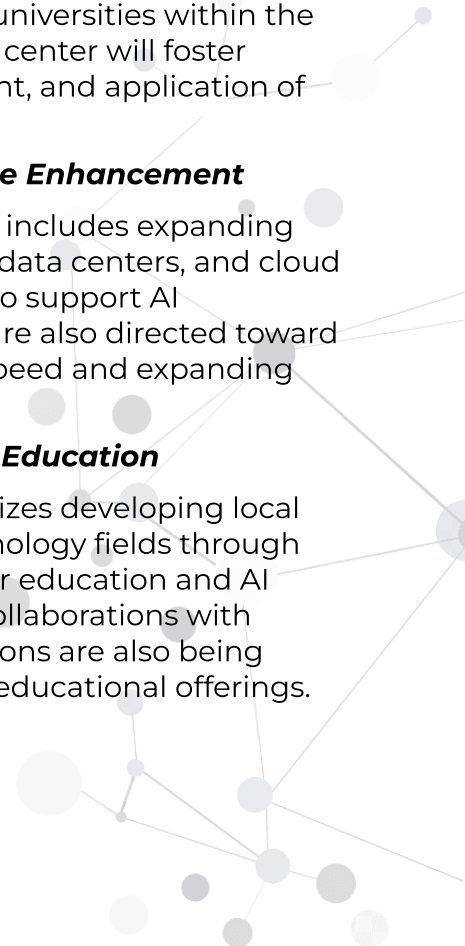 universities within the
center will foster
nt, and application of
e Enhancement
includes expanding
data centers, and cloud
o support AI
re also directed toward
peed and expanding
Education
izes developing local
nology fields through
r education and AI
ollaborations with
ons are also being
educational offerings.